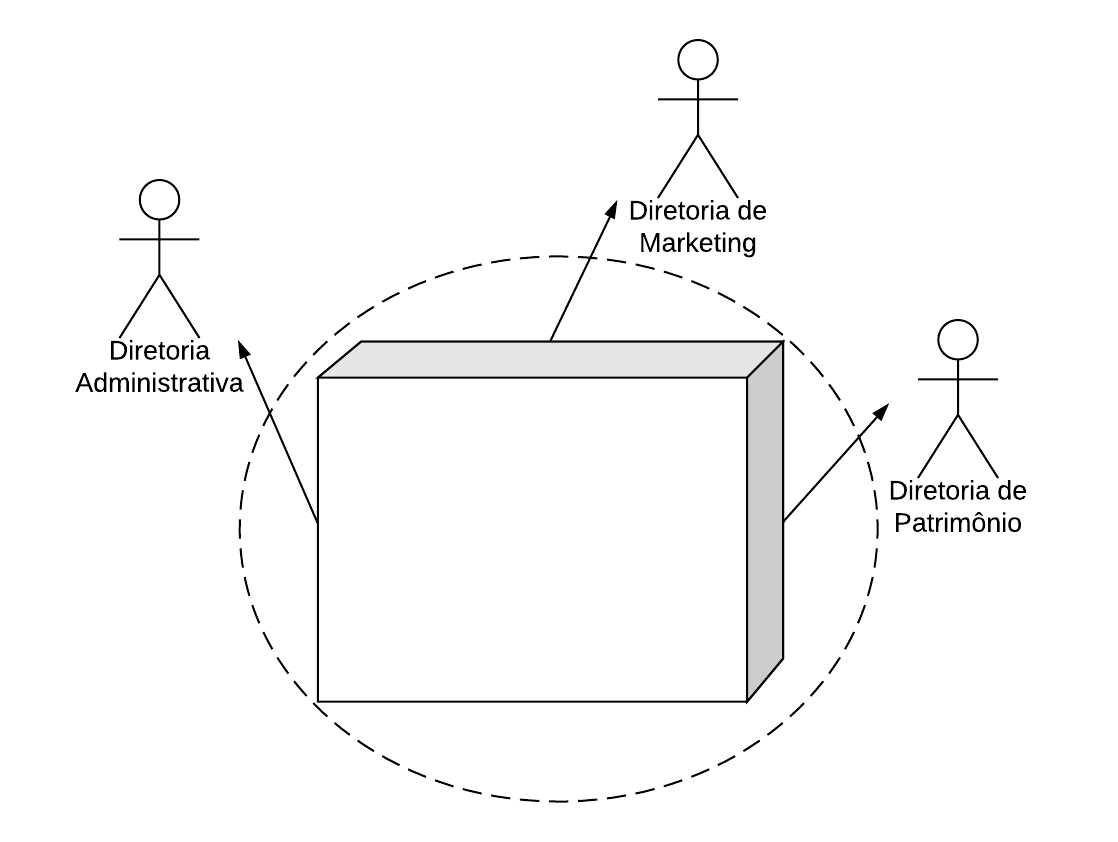 Diretoria de
Marketing
Diretoria
Administrativa
Diretoria de
Patrimônio